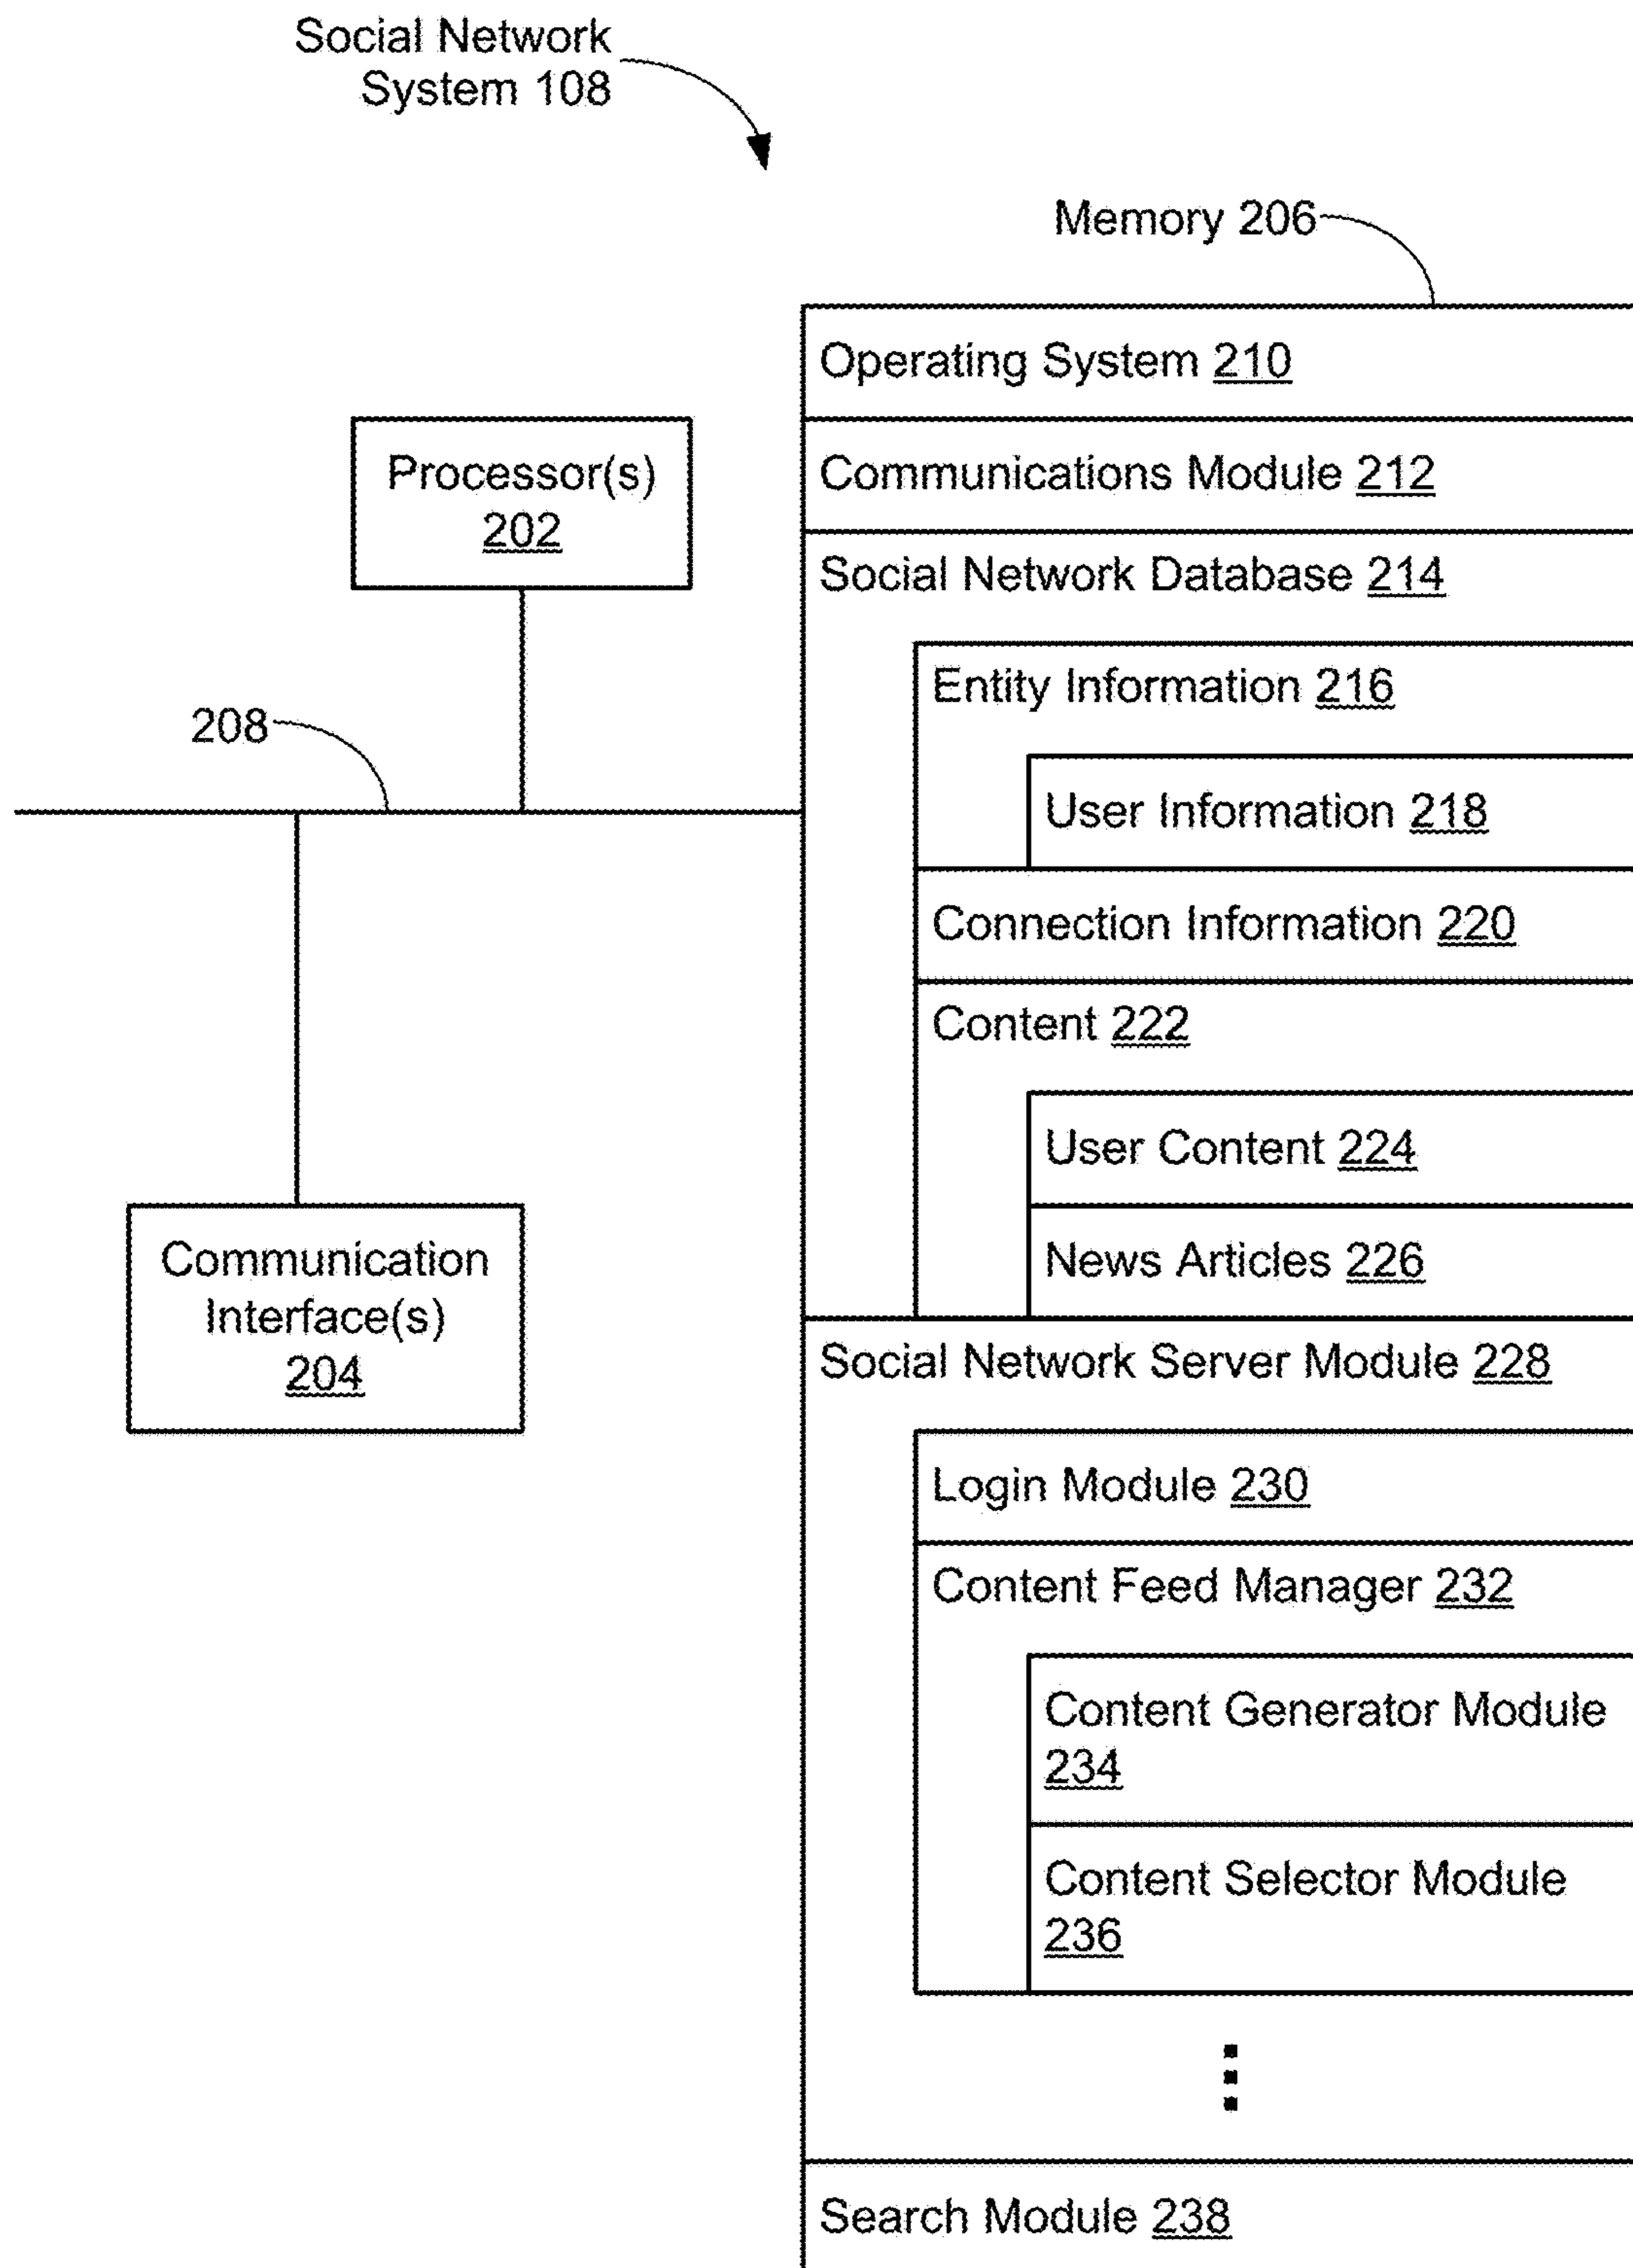 Social Network
System 108
Memory 206
Operating System 210
Communications Module 212
Processor(s)
202
Social Network Database 214
Entity Information 216
208
User Information 218
Connection Information 220
Content 222
User Content 224
News Articles 226
Communication
Interface(s)
204
Social Network Server Module 228
Login Module 230
Content Feed Manager 232
Content Generator Module
234
Content Selector Module
236
Search Module 238